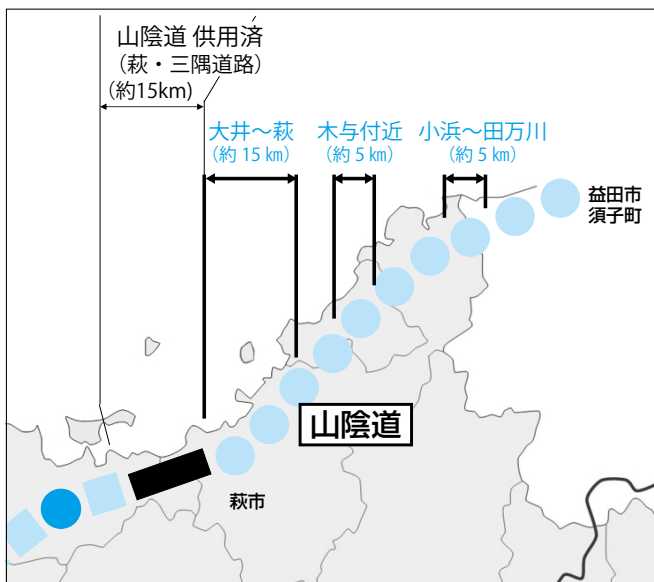 山陰道 供用済
（萩・三隅道路）
(約15km)
大井～萩
（約 15 ㎞）
木与付近
（約 5 ㎞）
小浜～田万川
（約 5 ㎞）
益田市
須子町
山陰道
萩市